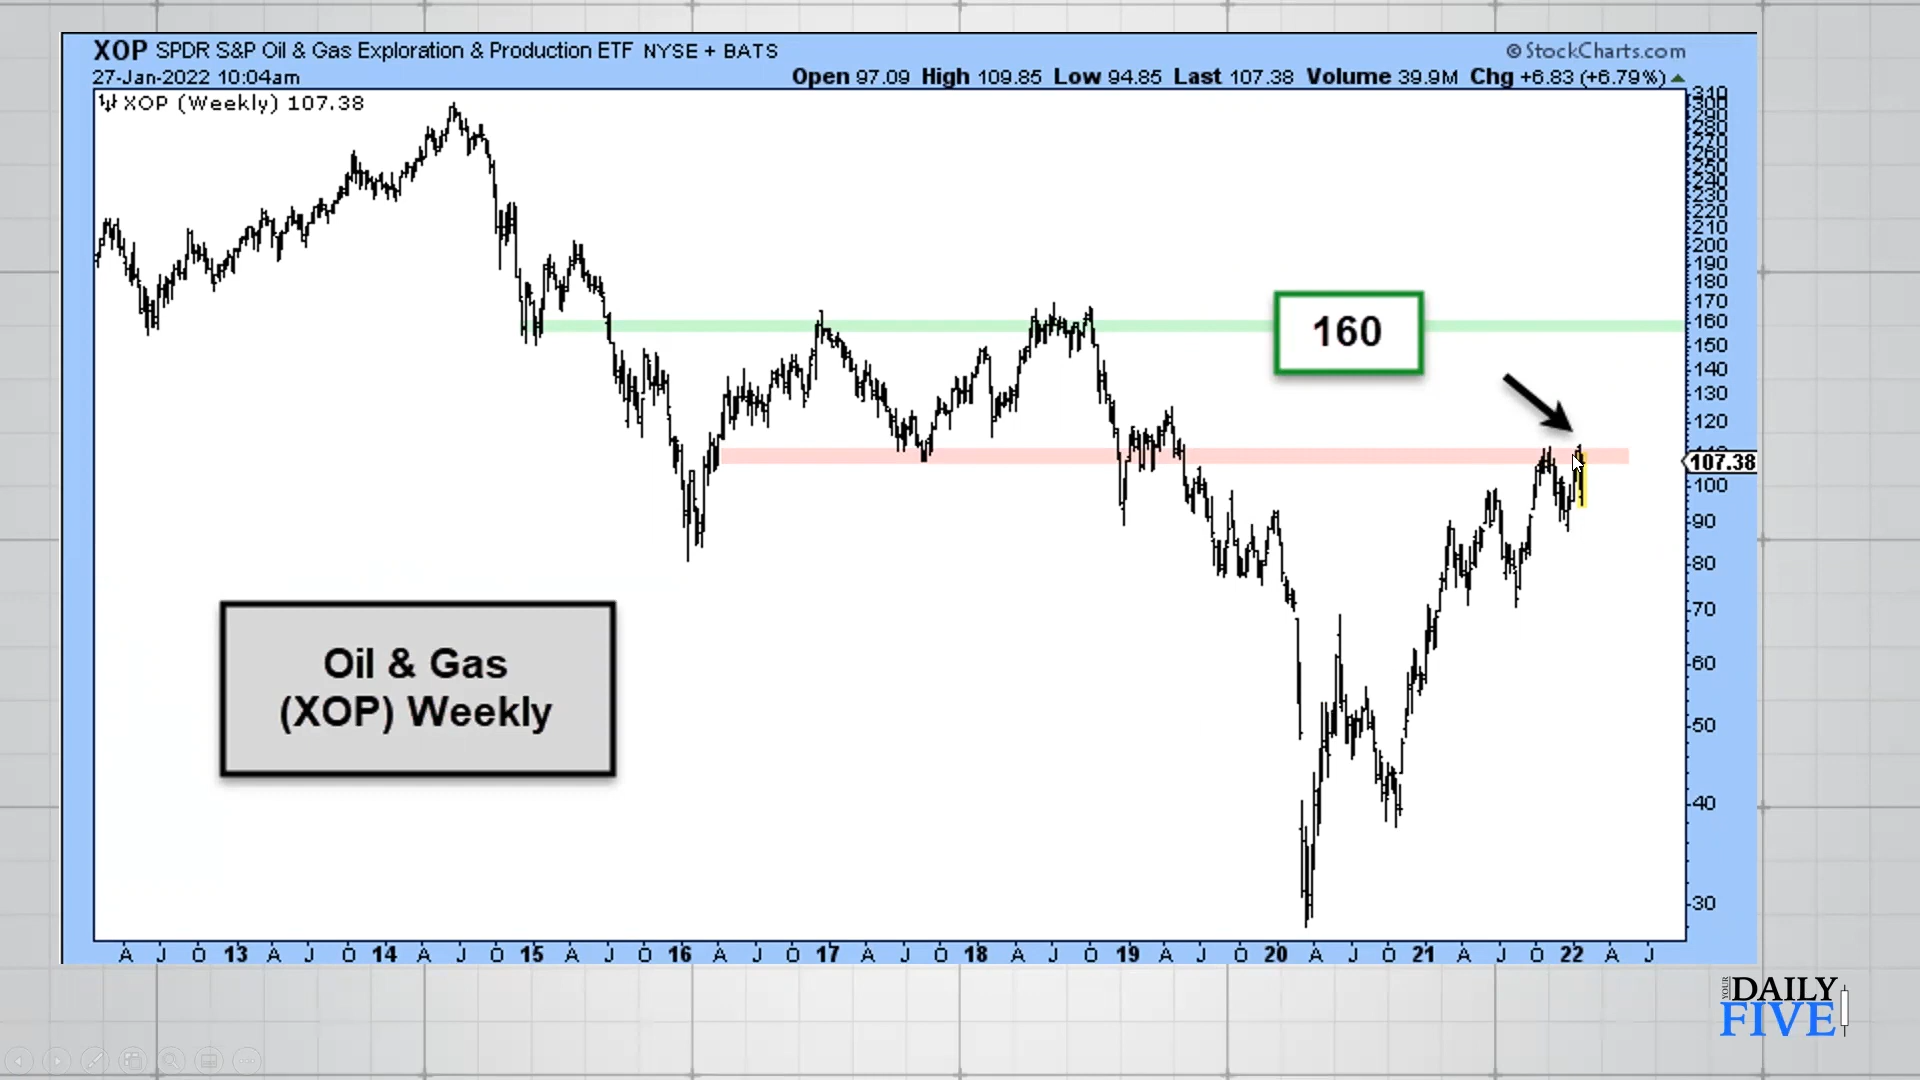 XOP SPDR S&P Oil & Gas Exploration & Production ETF NYSE + BATS
© StockCharts.com
27-Jan-2022 10:04am
Open 97.09 High 109.85 Low 94.85 Last 107.38 Volume 39.9M Chg +6.83 (+6.79%)
XOP (Weekly) 107.38
310
300
290
280
270
260
250
240
230
220
210
200
190
180
170
160
150
140
130
120
107.38
100
90
80
70
60
50
40
30
160
Oil & Gas
(XOP) Weekly
A J O 13 A J O 14 A J O 15 A J O 16 A J O 17 A J O 18 A J O 19 A J O 20 A J O 21 A J O 22 A J
YOUR
DAILY
FIVE